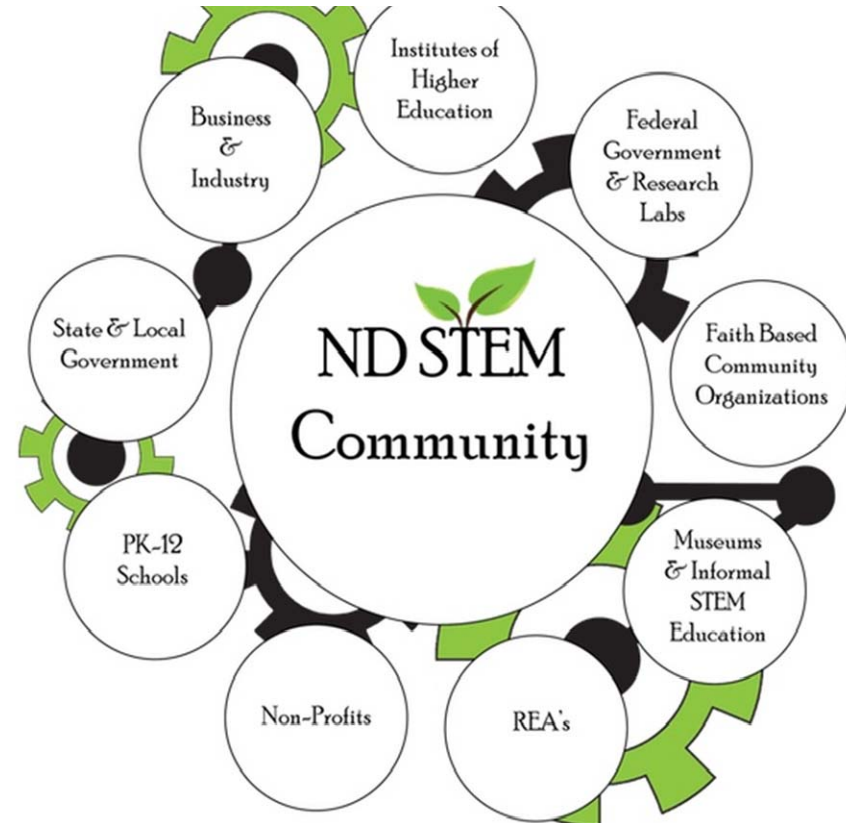 Institutes of
Higher
Education
Business
&
Industry
Federal
Government
& Research
Labs
State & Local
Government
ND STEM
Community
Faith Based
Community
Organizations
PK-12
Schools
Museums
& Informal
STEM
Education
Non-Profits
REA's